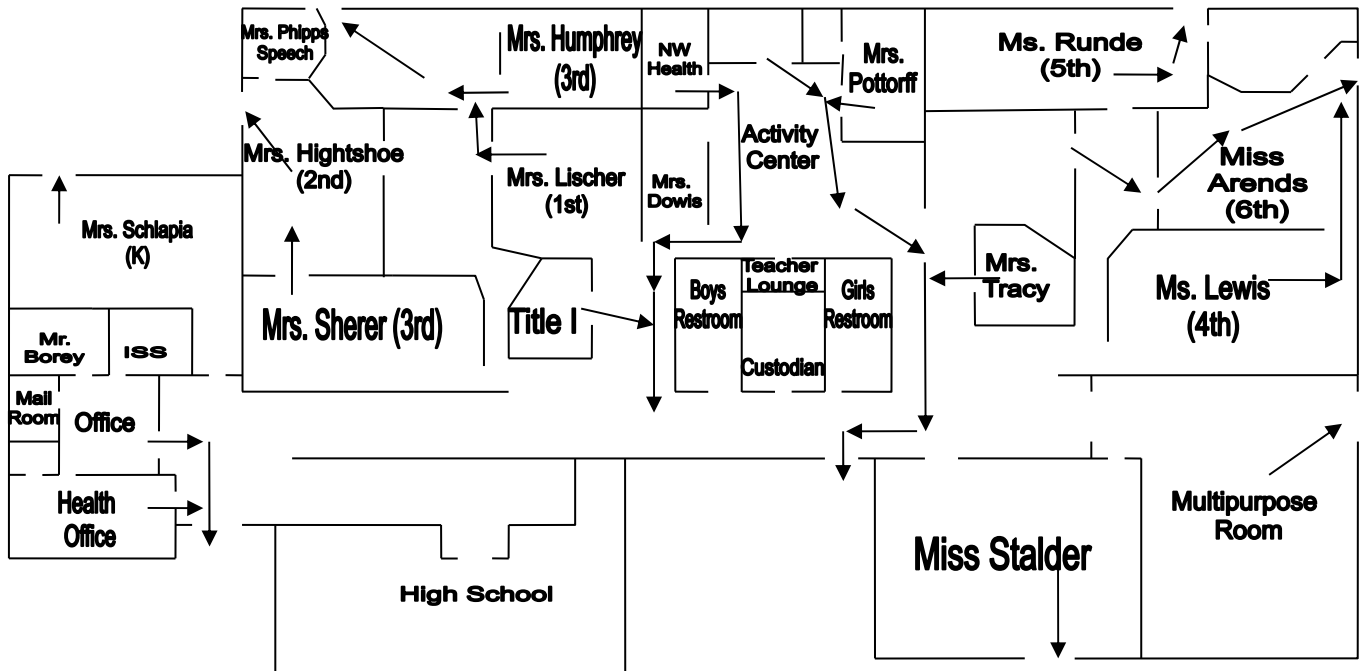 Mrs. Phipps
Speech
Mrs. Humphrey
(3rd)
NW
Health
Mrs.
Pottorff
Ms. Runde
(5th)
Mrs. Hightshoe
(2nd)
Mrs. Lischer
(1st)
Mrs.
Dowis
Activity
Center
Miss
Arends
(6th)
Mrs. Schlapia
(K)
Mrs. Sherer (3rd)
Title I
Boys
Restroom
Teacher
Lounge
Girls
Restroom
Custodian
Mrs.
Tracy
Ms. Lewis
(4th)
Mr.
Borey
ISS
Mail
Room
Office
Health
Office
High School
Miss Stalder
Multipurpose
Room